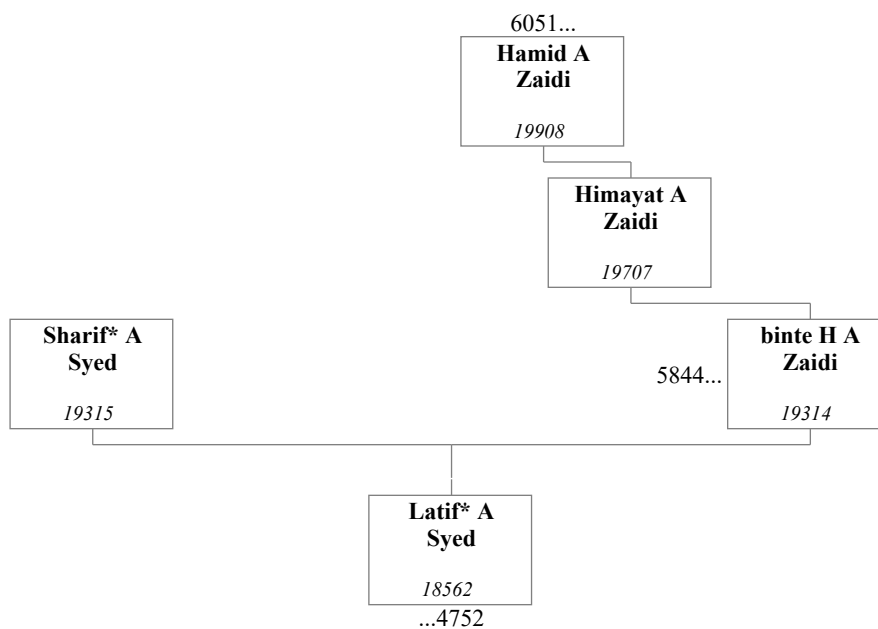 6051...
Hamid A
Zaidi
19908
Himayat A
Zaidi
19707
Sharif* A
Syed
19315
5844...
binte H A
Zaidi
19314
Latif* A
Syed
18562
...4752